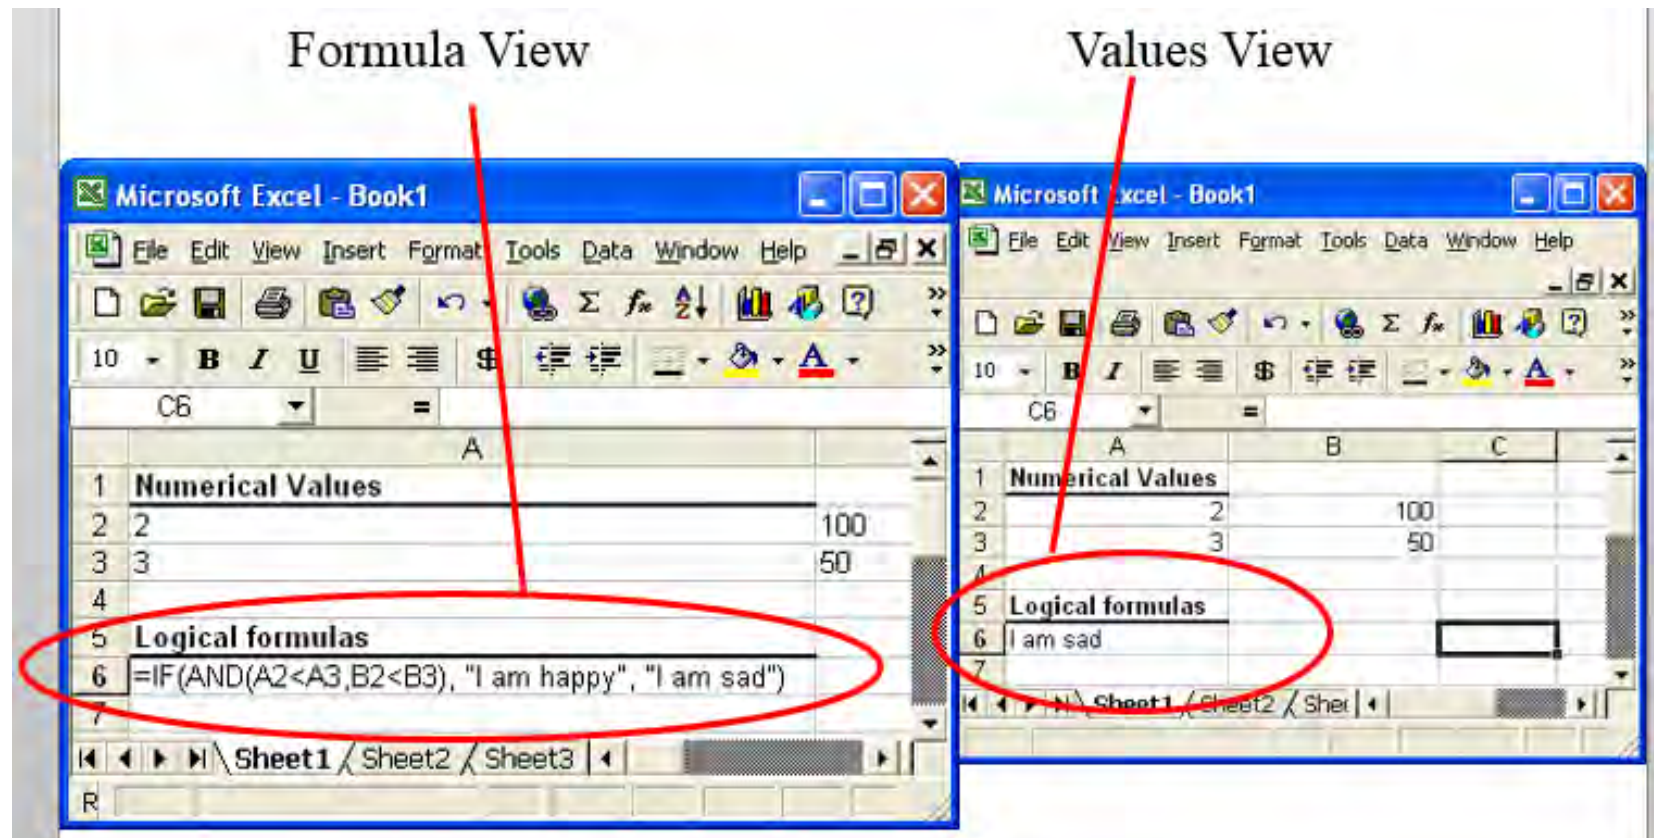 Formula View
Values View
Microsoft Excel - Book1
File Edit View Insert Format Tools Data Window Help
10 B I U $ A
C6 =
A
1 Numerical Values
2 2 100
3 3 50
4
5 Logical formulas
6 =IF(AND(A2<A3,B2<B3), "I am happy", "I am sad")
7
Sheet1 Sheet2 Sheet3
R
Microsoft Excel - Book1
File Edit View Insert Format Tools Data Window Help
10 B I $ A
C6 =
A B C
1 Numerical Values
2 2 100
3 3 50
4
5 Logical formulas
6 I am sad
7
Sheet1 Sheet2 Shee